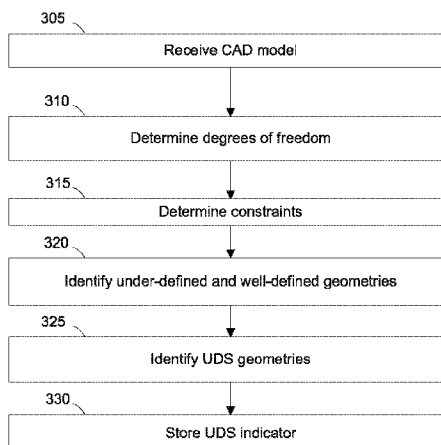 305
Receive CAD model
310
Determine degrees of freedom
315
Determine constraints
320
Identify under-defined and well-defined geometries
325
Identify UDS geometries
330
Store UDS indicator